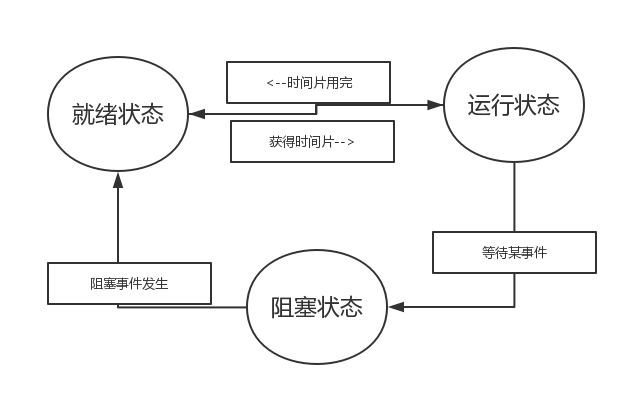 <--时间片用完
就绪状态
运行状态
获得时间片-->
等待某事件
阻塞事件发生
阻塞状态